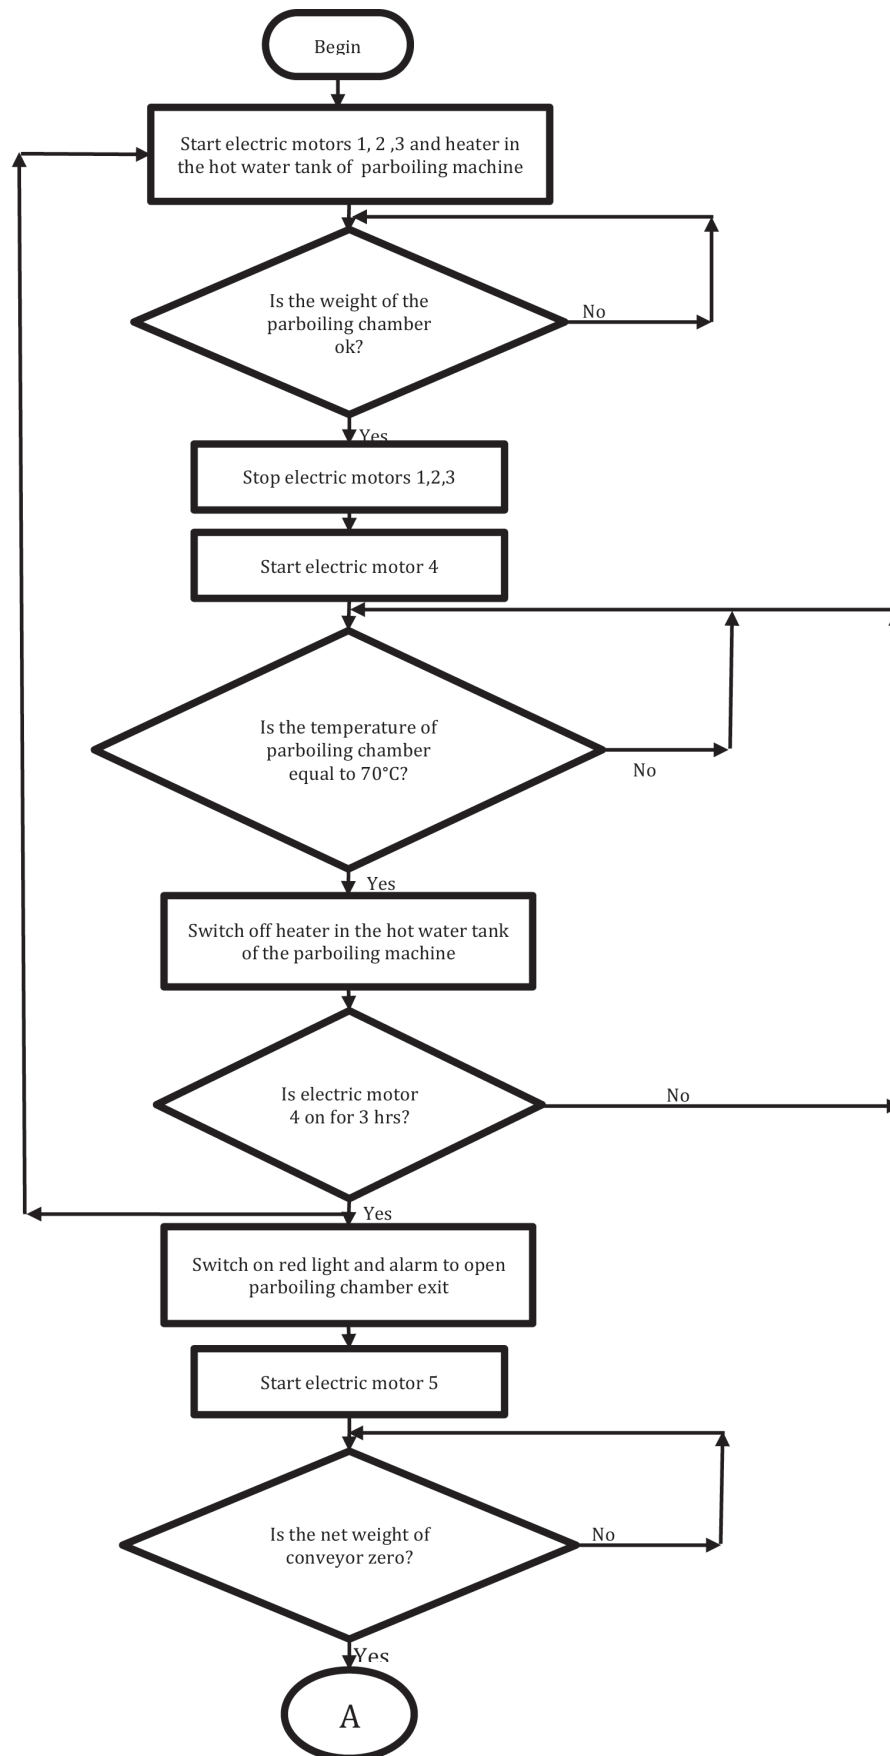 Begin
Start electric motors 1, 2 ,3 and heater in
the hot water tank of parboiling machine
Is the weight of the
parboiling chamber
ok?
No
Yes
Stop electric motors 1,2,3
Start electric motor 4
Is the temperature of
parboiling chamber
equal to 70°C?
No
Yes
Switch off heater in the hot water tank
of the parboiling machine
Is electric motor
4 on for 3 hrs?
No
Yes
Switch on red light and alarm to open
parboiling chamber exit
Start electric motor 5
Is the net weight of
conveyor zero?
No
Yes
A